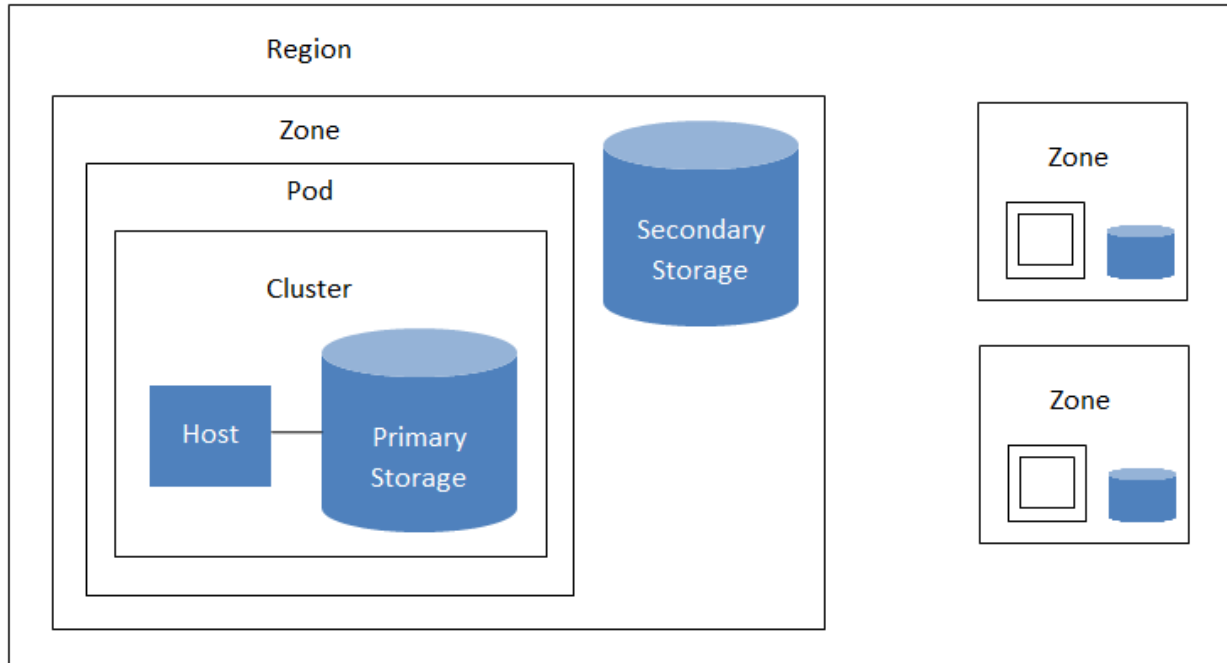 Region
Zone
Pod
Cluster
Host
Primary
Storage
Secondary
Storage
Zone
Zone